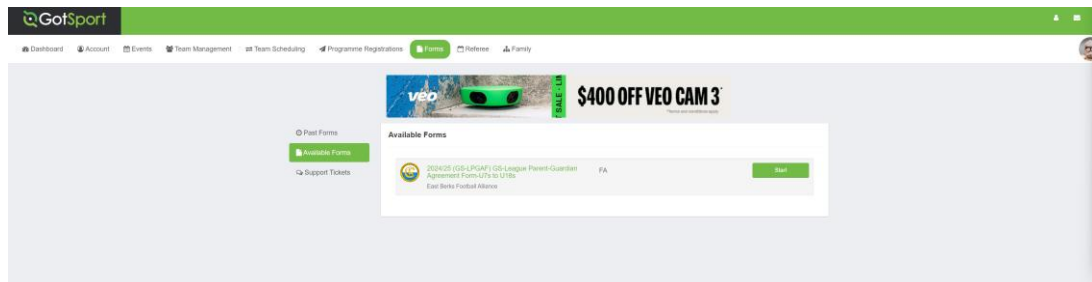 GotSport
Dashboard Account Events Team Management Team Scheduling Programme Registrations Forms Referee Family
veo
$400 OFF VEO CAM 3
Past Forms
Available Forms
Support Tickets
Available Forms
2024/25 (GS-LPGAF) GS-League Parent-Guardian
Agreement Form-U7s to U18s
East Berks Football Alliance
FA
Start